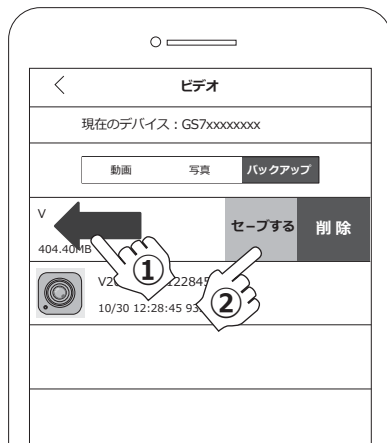 ビデオ
現在のデバイス：GS7xxxxxxxx
動画 写真 バックアップ
V
セーブする 削除
404.40MB
①
②
10/30 12:28:45